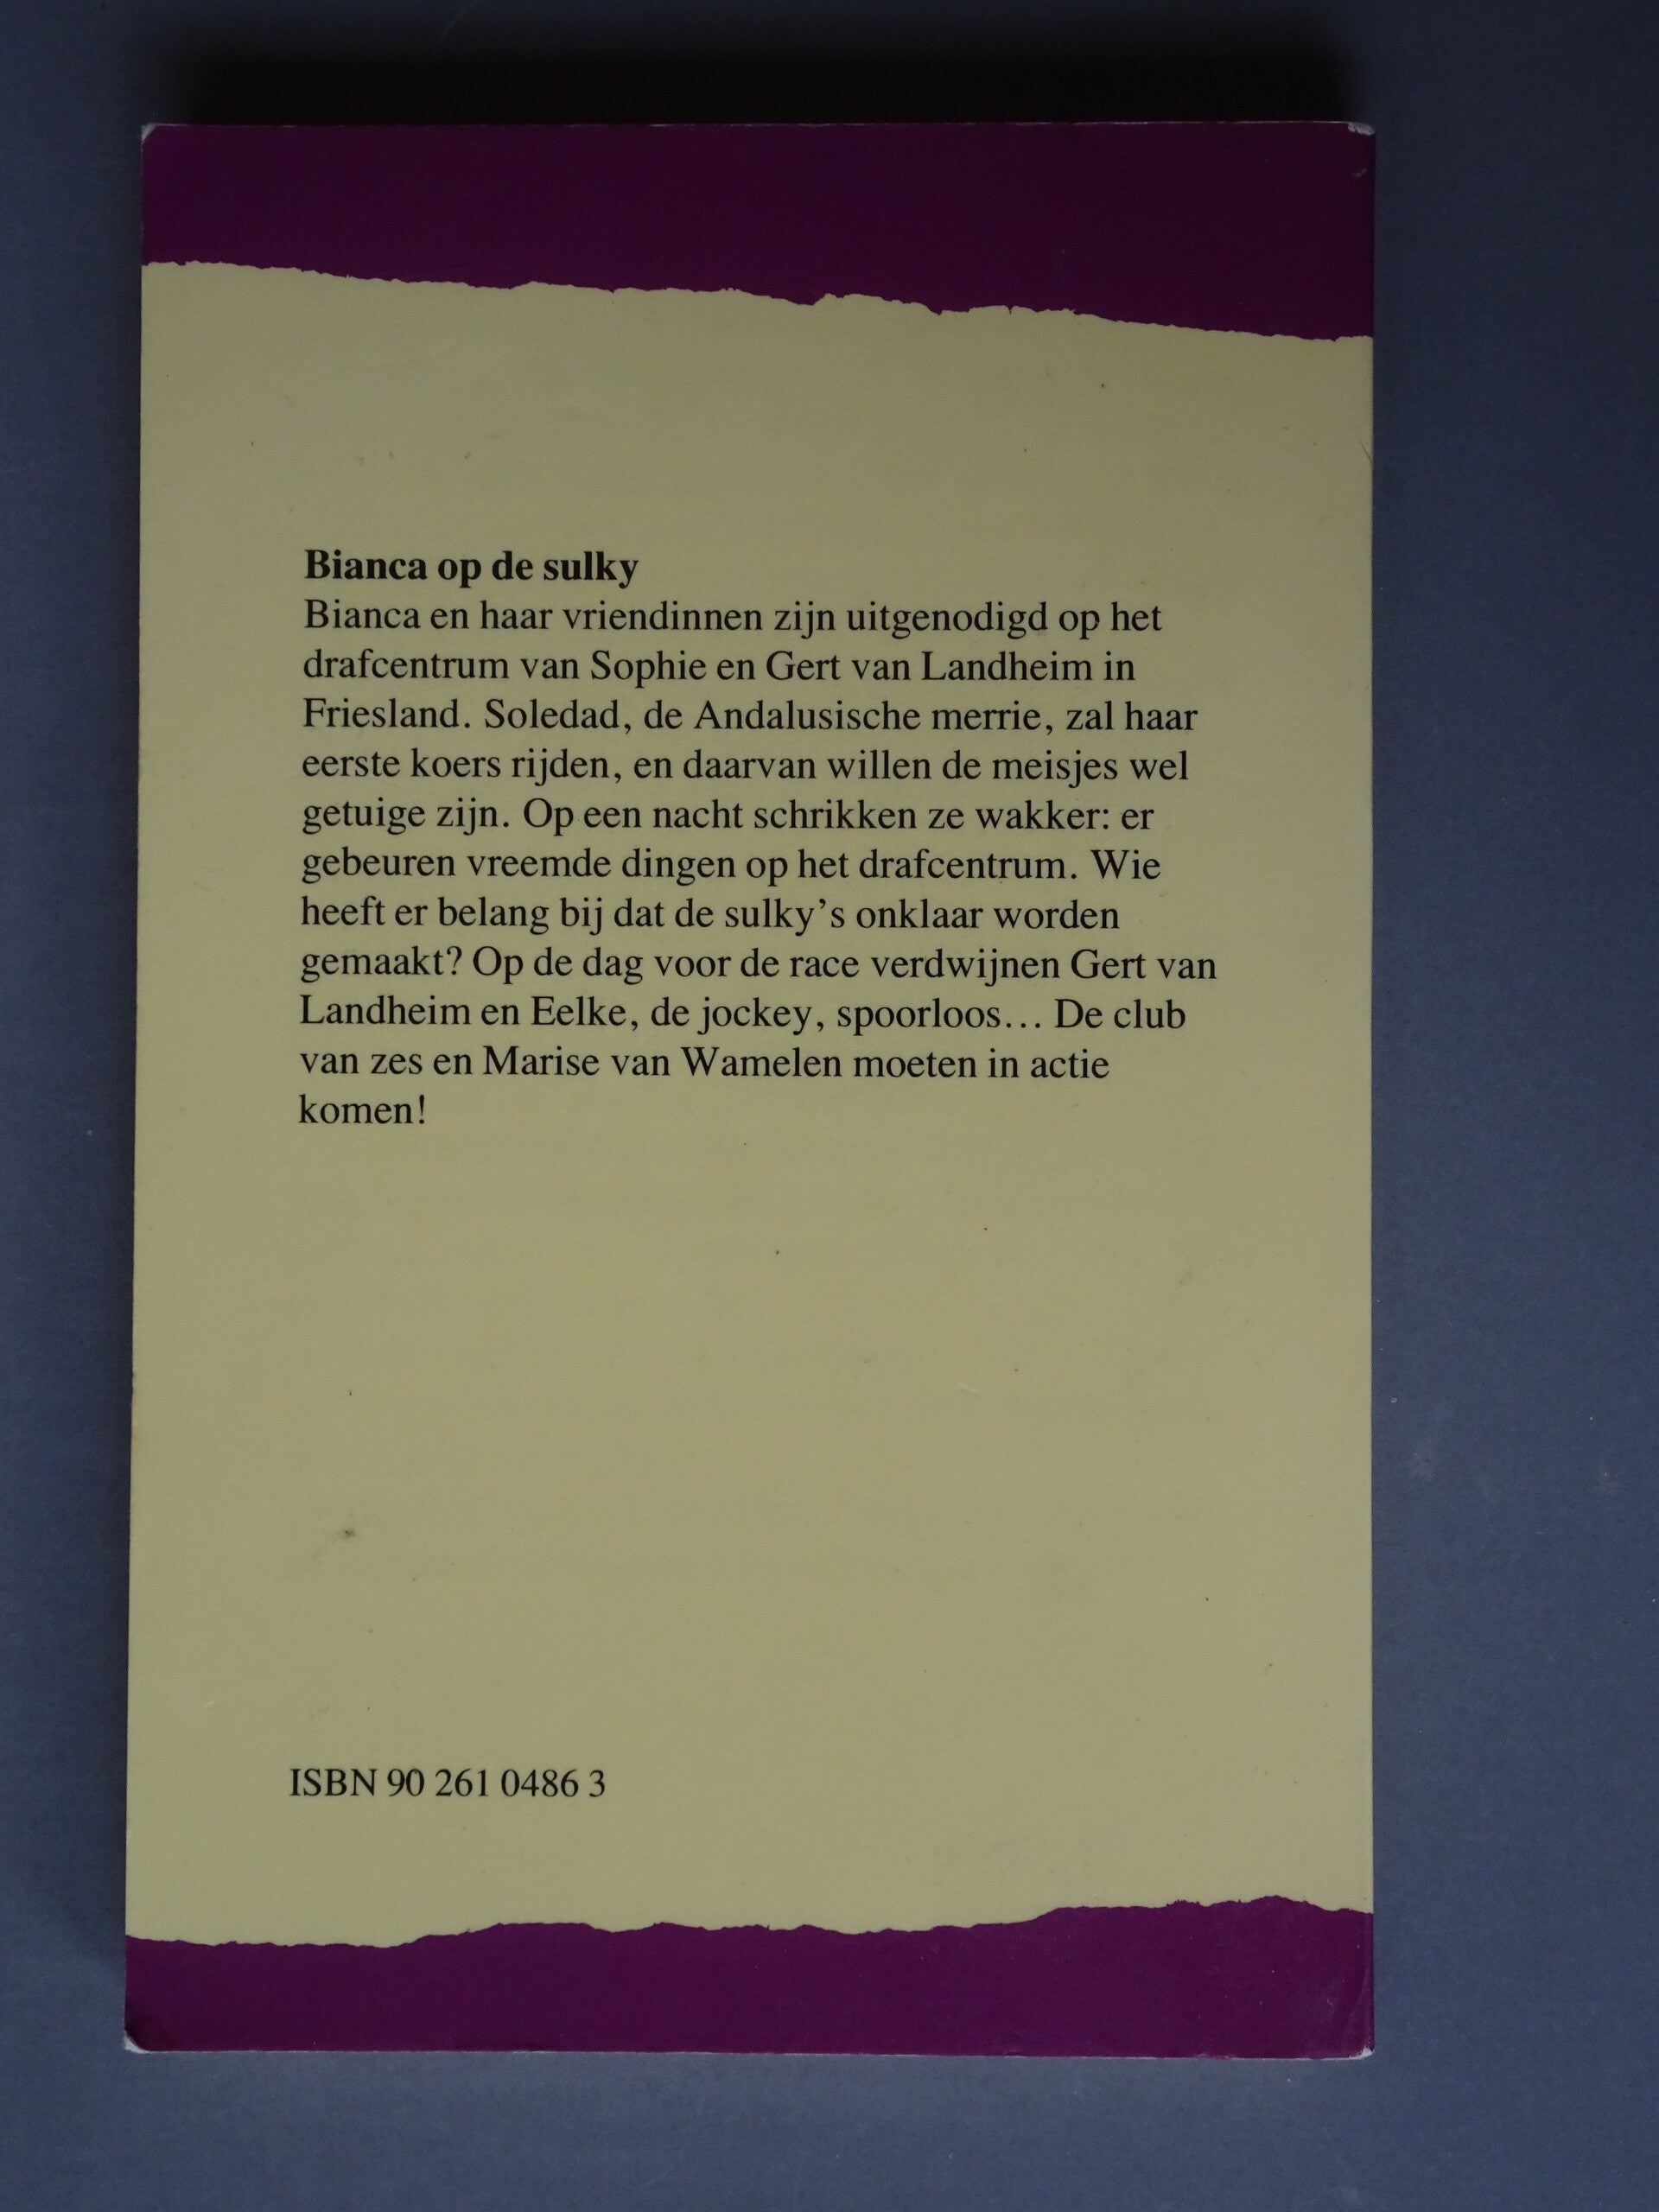 Bianca op de sulky
Bianca en haar vriendinnen zijn uitgenodigd op het
drafcentrum van Sophie en Gert van Landheim in
Friesland. Soledad, de Andalusische merrie, zal haar
eerste koers rijden, en daarvan willen de meisjes wel
getuige zijn. Op een nacht schrikken ze wakker: er
gebeuren vreemde dingen op het drafcentrum. Wie
heeft er belang bij dat de sulky's onklaar worden
gemaakt? Op de dag voor de race verdwijnen Gert van
Landheim en Eelke, de jockey, spoorloos... De club
van zes en Marise van Wamelen moeten in actie
komen!
ISBN 90 261 0486 3